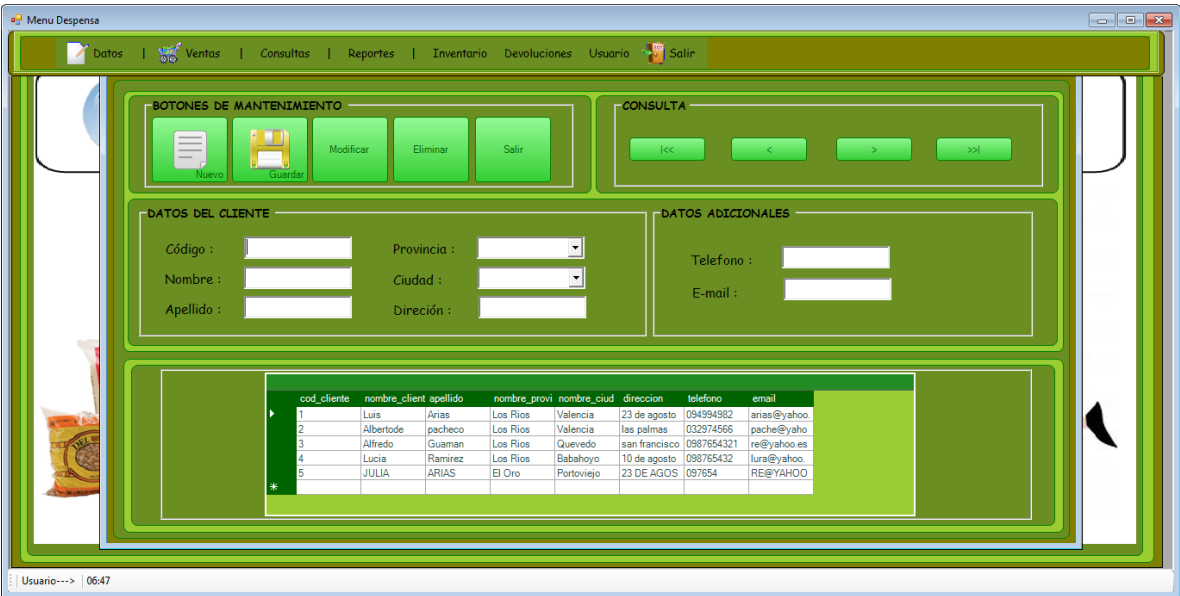 Menu Despensa
Datos | Ventas | Consultas | Reportes | Inventario Devoluciones Usuario Salir
BOTONES DE MANTENIMIENTO
Nuevo Guardar Modificar Eliminar Salir
CONSULTA
|<< < > >>|
DATOS DEL CLIENTE
Código :
Provincia :
Nombre :
Ciudad :
Apellido :
Direción :
DATOS ADICIONALES
Telefono :
E-mail :
cod_cliente nombre_client apellido nombre_provi nombre_ciud direccion telefono email
1 Luis Arias Los Rios Valencia 23 de agosto 094994982 arias@yahoo.
2 Albertode pacheco Los Rios Valencia las palmas 032974566 pache@yaho
3 Alfredo Guaman Los Rios Quevedo san francisco 0987654321 re@yahoo.es
4 Lucia Ramirez Los Rios Babahoyo 10 de agosto 098765432 lura@yahoo.
5 JULIA ARIAS El Oro Portoviejo 23 DE AGOS 097654 RE@YAHOO
Usuario---> 06:47